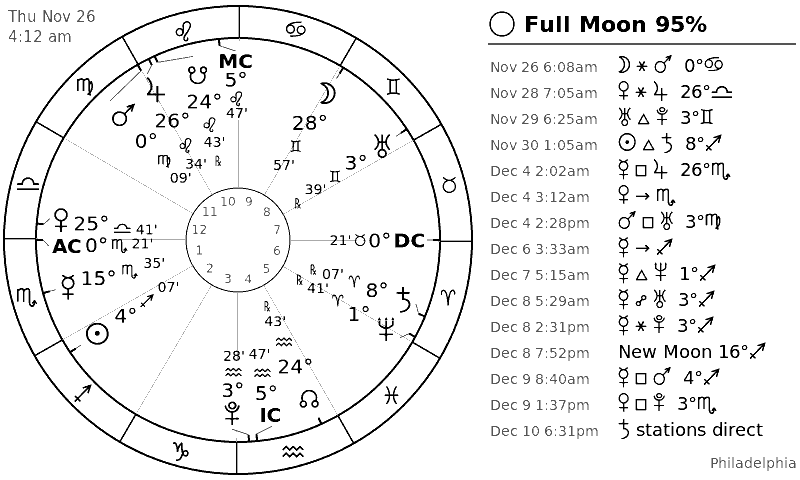 Thu Nov 26
4:12 am
MC
5° ♌ 47'
☋ 24° ♌ 43' ℞
♃ 26° ♌ 34'
♂ 0° ♍ 09'
☽ 28° ♊ 57'
♅ 3° ♊ 39' ℞
♀ 25° ♎ 41'
AC 0° ♏ 21'
21' ♉ 0° DC
☿ 15° ♏ 35'
☉ 4° ♐ 07'
♄ 8° ♈ 07' ℞
♆ 1° ♈ 41' ℞
☊ 24° ♒ 43' ℞
♇ 3° ♒ 28'
IC 5° ♒ 47'
♋ ♊ ♉ ♈ ♓ ♒ ♑ ♐ ♏ ♎ ♍ ♌
1 2 3 4 5 6 7 8 9 10 11 12
Full Moon 95%
Nov 26 6:08am ☽ ⚹ ♂ 0°♋
Nov 28 7:05am ♀ ⚹ ♃ 26°♎
Nov 29 6:25am ♅ △ ♇ 3°♊
Nov 30 1:05am ☉ △ ♄ 8°♐
Dec 4 2:02am ☿ □ ♃ 26°♏
Dec 4 3:12am ♀ → ♏
Dec 4 2:28pm ♂ □ ♅ 3°♍
Dec 6 3:33am ☿ → ♐
Dec 7 5:15am ☿ △ ♆ 1°♐
Dec 8 5:29am ☿ ☍ ♅ 3°♐
Dec 8 2:31pm ☿ ⚹ ♇ 3°♐
Dec 8 7:52pm New Moon 16°♐
Dec 9 8:40am ☿ □ ♂ 4°♐
Dec 9 1:37pm ♀ □ ♇ 3°♏
Dec 10 6:31pm ♄ stations direct
Philadelphia